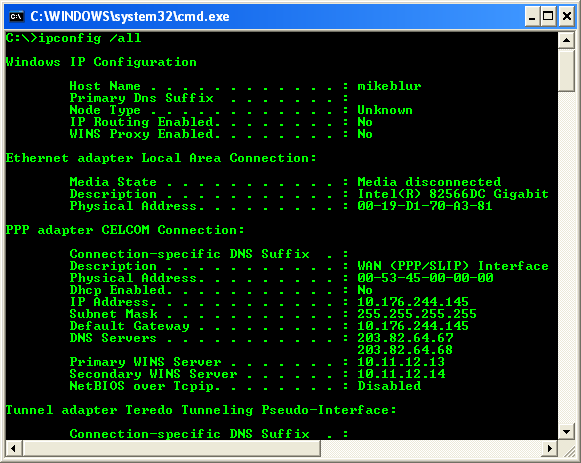 C:\WINDOWS\system32\cmd.exe
C:\>ipconfig /all
Windows IP Configuration
Host Name . . . . . . . . . . . . : mikeblur
Primary Dns Suffix  . . . . . . . :
Node Type . . . . . . . . . . . . : Unknown
IP Routing Enabled. . . . . . . . : No
WINS Proxy Enabled. . . . . . . . : No
Ethernet adapter Local Area Connection:
Media State . . . . . . . . . . . : Media disconnected
Description . . . . . . . . . . . : Intel(R) 82566DC Gigabit
Physical Address. . . . . . . . . : 00-19-D1-70-A3-81
PPP adapter CELCOM Connection:
Connection-specific DNS Suffix  . :
Description . . . . . . . . . . . : WAN (PPP/SLIP) Interface
Physical Address. . . . . . . . . : 00-53-45-00-00-00
Dhcp Enabled. . . . . . . . . . . : No
IP Address. . . . . . . . . . . . : 10.176.244.145
Subnet Mask . . . . . . . . . . . : 255.255.255.255
Default Gateway . . . . . . . . . : 10.176.244.145
DNS Servers . . . . . . . . . . . : 203.82.64.67
203.82.64.68
Primary WINS Server . . . . . . . : 10.11.12.13
Secondary WINS Server . . . . . . : 10.11.12.14
NetBIOS over Tcpip. . . . . . . . : Disabled
Tunnel adapter Teredo Tunneling Pseudo-Interface:
Connection-specific DNS Suffix  . :